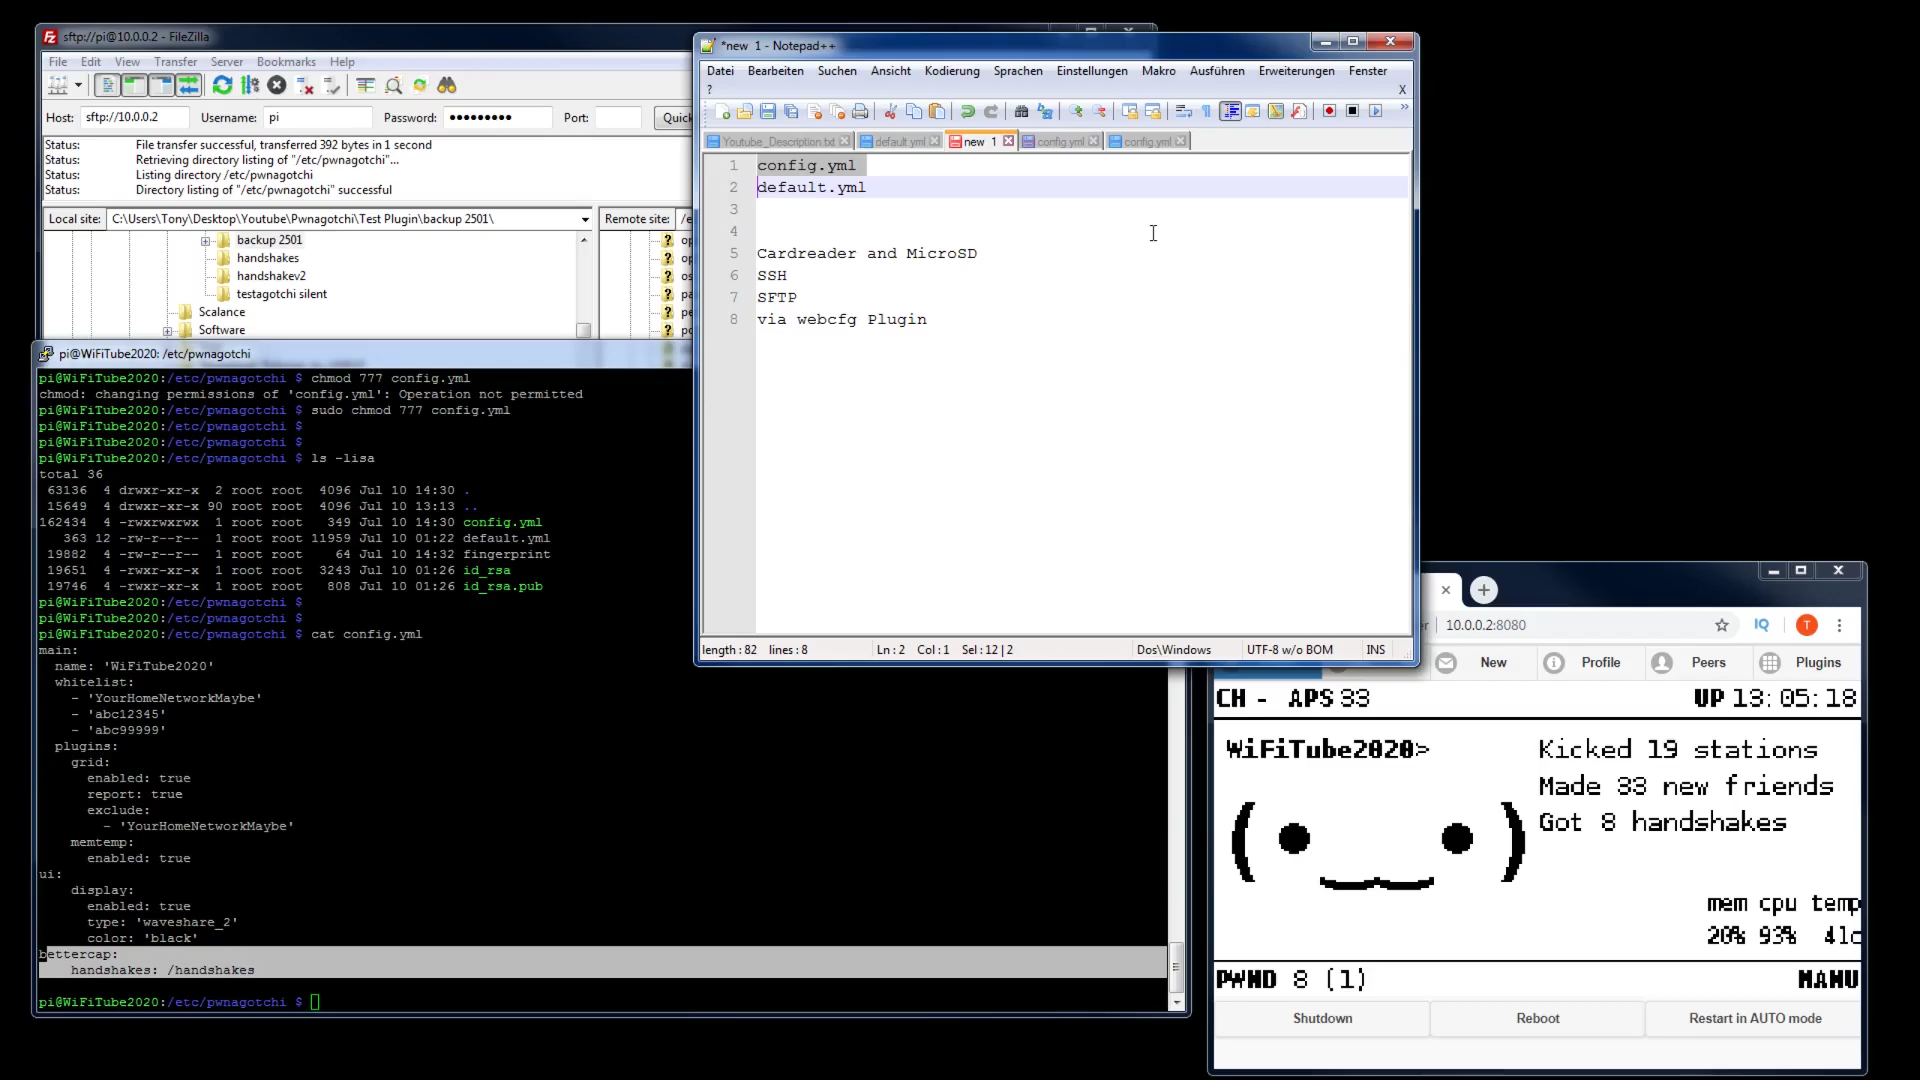 sftp://pi@10.0.0.2 - FileZilla
File Edit View Transfer Server Bookmarks Help
Host: sftp://10.0.0.2 Username: pi Password: ●●●●●●●●● Port: Quick
Status: File transfer successful, transferred 392 bytes in 1 second
Status: Retrieving directory listing of "/etc/pwnagotchi"...
Status: Listing directory /etc/pwnagotchi
Status: Directory listing of "/etc/pwnagotchi" successful
Local site: C:\Users\Tony\Desktop\Youtube\Pwnagotchi\Test Plugin\backup 2501\
Remote site: /e
backup 2501
handshakes
handshakev2
testagotchi silent
Scalance
Software
op
os
pa
pe
*new 1 - Notepad++
Datei Bearbeiten Suchen Ansicht Kodierung Sprachen Einstellungen Makro Ausführen Erweiterungen Fenster
? X
Youtube_Description.txt default.yml new 1 config.yml config.yml
1 config.yml
2 default.yml
3
4
5 Cardreader and MicroSD
6 SSH
7 SFTP
8 via webcfg Plugin
length : 82 lines : 8 Ln : 2 Col : 1 Sel : 12 | 2 Dos\Windows UTF-8 w/o BOM INS
pi@WiFiTube2020: /etc/pwnagotchi
pi@WiFiTube2020:/etc/pwnagotchi $ chmod 777 config.yml
chmod: changing permissions of 'config.yml': Operation not permitted
pi@WiFiTube2020:/etc/pwnagotchi $ sudo chmod 777 config.yml
pi@WiFiTube2020:/etc/pwnagotchi $
pi@WiFiTube2020:/etc/pwnagotchi $
pi@WiFiTube2020:/etc/pwnagotchi $ ls -lisa
total 36
63136 4 drwxr-xr-x 2 root root 4096 Jul 10 14:30 .
15649 4 drwxr-xr-x 90 root root 4096 Jul 10 13:13 ..
162434 4 -rwxrwxrwx 1 root root 349 Jul 10 14:30 config.yml
363 12 -rw-r--r-- 1 root root 11959 Jul 10 01:22 default.yml
19882 4 -rw-r--r-- 1 root root 64 Jul 10 14:32 fingerprint
19651 4 -rwxr-xr-x 1 root root 3243 Jul 10 01:26 id_rsa
19746 4 -rwxr-xr-x 1 root root 808 Jul 10 01:26 id_rsa.pub
pi@WiFiTube2020:/etc/pwnagotchi $
pi@WiFiTube2020:/etc/pwnagotchi $
pi@WiFiTube2020:/etc/pwnagotchi $ cat config.yml
main:
name: 'WiFiTube2020'
whitelist:
- 'YourHomeNetworkMaybe'
- 'abc12345'
- 'abc99999'
plugins:
grid:
enabled: true
report: true
exclude:
- 'YourHomeNetworkMaybe'
memtemp:
enabled: true
ui:
display:
enabled: true
type: 'waveshare_2'
color: 'black'
bettercap:
handshakes: /handshakes
pi@WiFiTube2020:/etc/pwnagotchi $
10.0.0.2:8080 IQ T
New Profile Peers Plugins
CH - APS 33 UP 13:05:18
WiFiTube2020>
Kicked 19 stations
Made 33 new friends
Got 8 handshakes
mem cpu temp
20% 93% 41c
PWND 8 (1) MANU
Shutdown Reboot Restart in AUTO mode